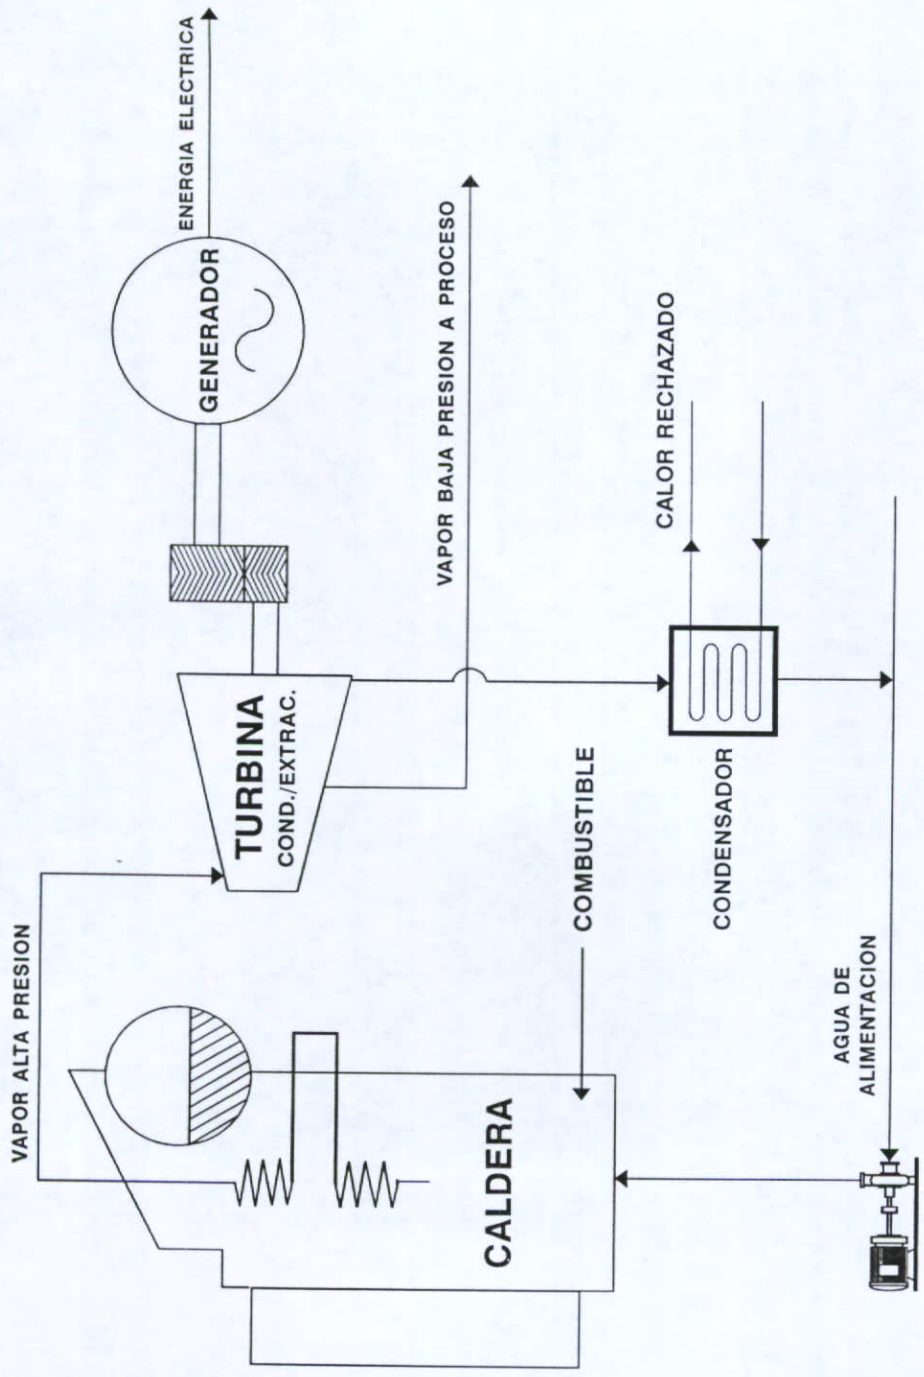 VAPOR ALTA PRESION
ENERGIA ELECTRICA
GENERADOR
TURBINA
COND./EXTRAC.
VAPOR BAJA PRESION A PROCESO
CALDERA
COMBUSTIBLE
CALOR RECHAZADO
CONDENSADOR
AGUA DE
ALIMENTACION